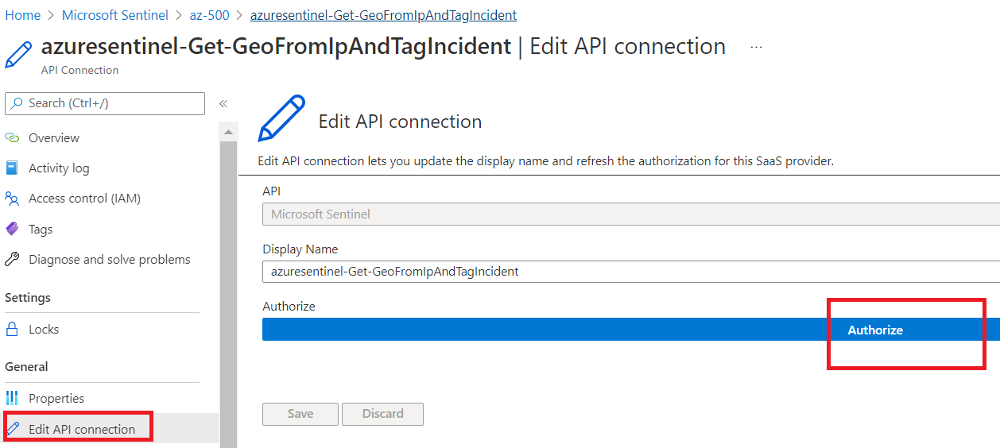 Home > Microsoft Sentinel > az-500 > azuresentinel-Get-GeoFromIpAndTagIncident
azuresentinel-Get-GeoFromIpAndTagIncident | Edit API connection ...
API Connection
Search (Ctrl+/)
«
Overview
Activity log
Access control (IAM)
Tags
Diagnose and solve problems
Settings
Locks
General
Properties
Edit API connection
Edit API connection
Edit API connection lets you update the display name and refresh the authorization for this SaaS provider.
API
Microsoft Sentinel
Display Name
azuresentinel-Get-GeoFromIpAndTagIncident
Authorize
Authorize
Save
Discard